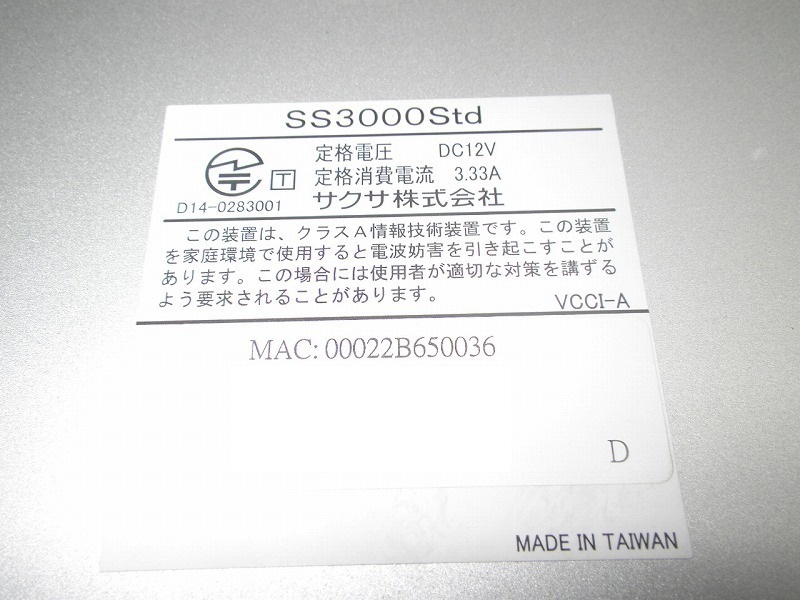 SS3000Std
定格電圧 DC12V
定格消費電流 3.33A
T
D14-0283001 サクサ株式会社
この装置は、クラスA情報技術装置です。この装置
を家庭環境で使用すると電波妨害を引き起こすことが
あります。この場合には使用者が適切な対策を講ずる
よう要求されることがあります。
VCCI-A
MAC: 00022B650036
D
MADE IN TAIWAN